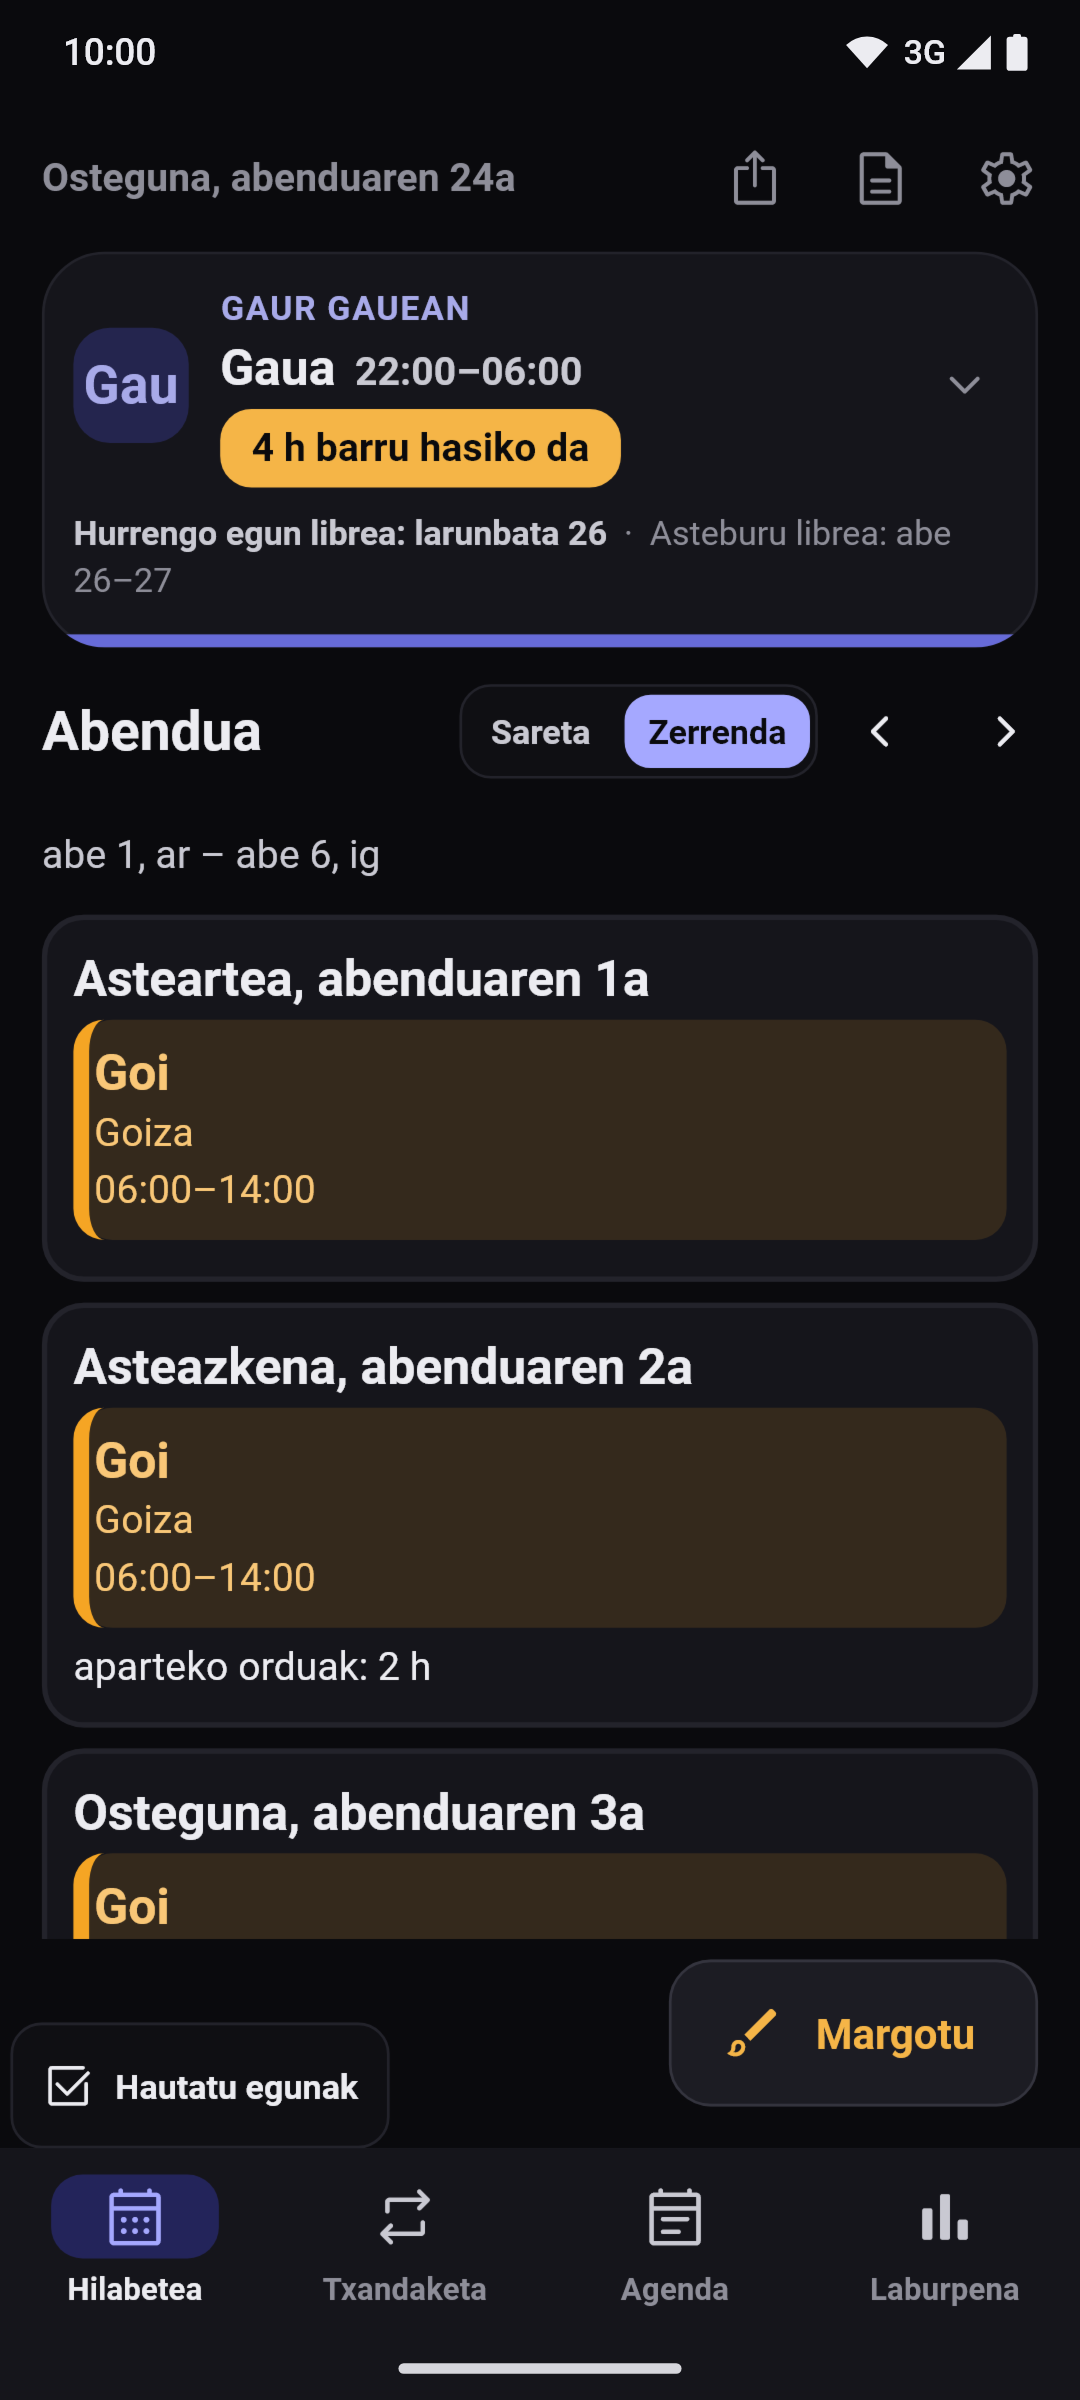 10:00
3G
Osteguna, abenduaren 24a
GAUR GAUEAN
Gau
Gaua 22:00–06:00
4 h barru hasiko da
Hurrengo egun librea: larunbata 26 · Asteburu librea: abe
26–27
Abendua
Sareta
Zerrenda
abe 1, ar – abe 6, ig
Asteartea, abenduaren 1a
Goi
Goiza
06:00–14:00
Asteazkena, abenduaren 2a
Goi
Goiza
06:00–14:00
aparteko orduak: 2 h
Osteguna, abenduaren 3a
Goi
Margotu
Hautatu egunak
Hilabetea
Txandaketa
Agenda
Laburpena